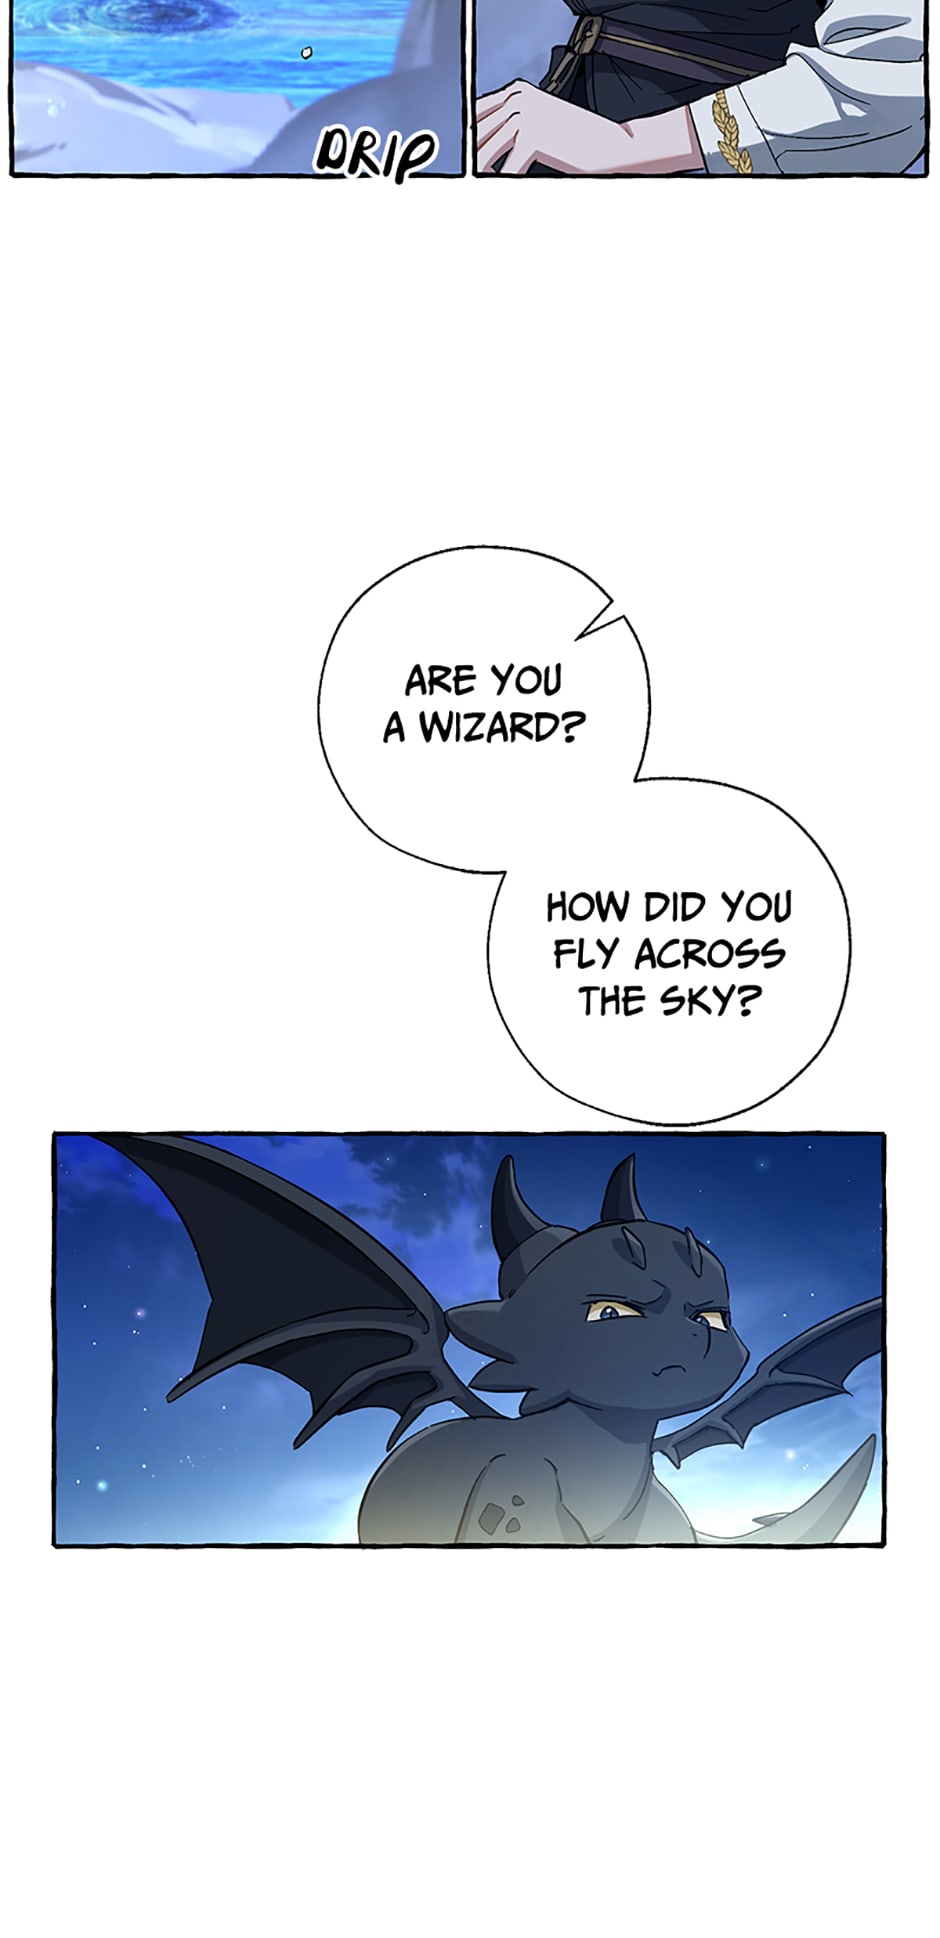 DRIP
ARE YOU
A WIZARD?
HOW DID YOU
FLY ACROSS
THE SKY?